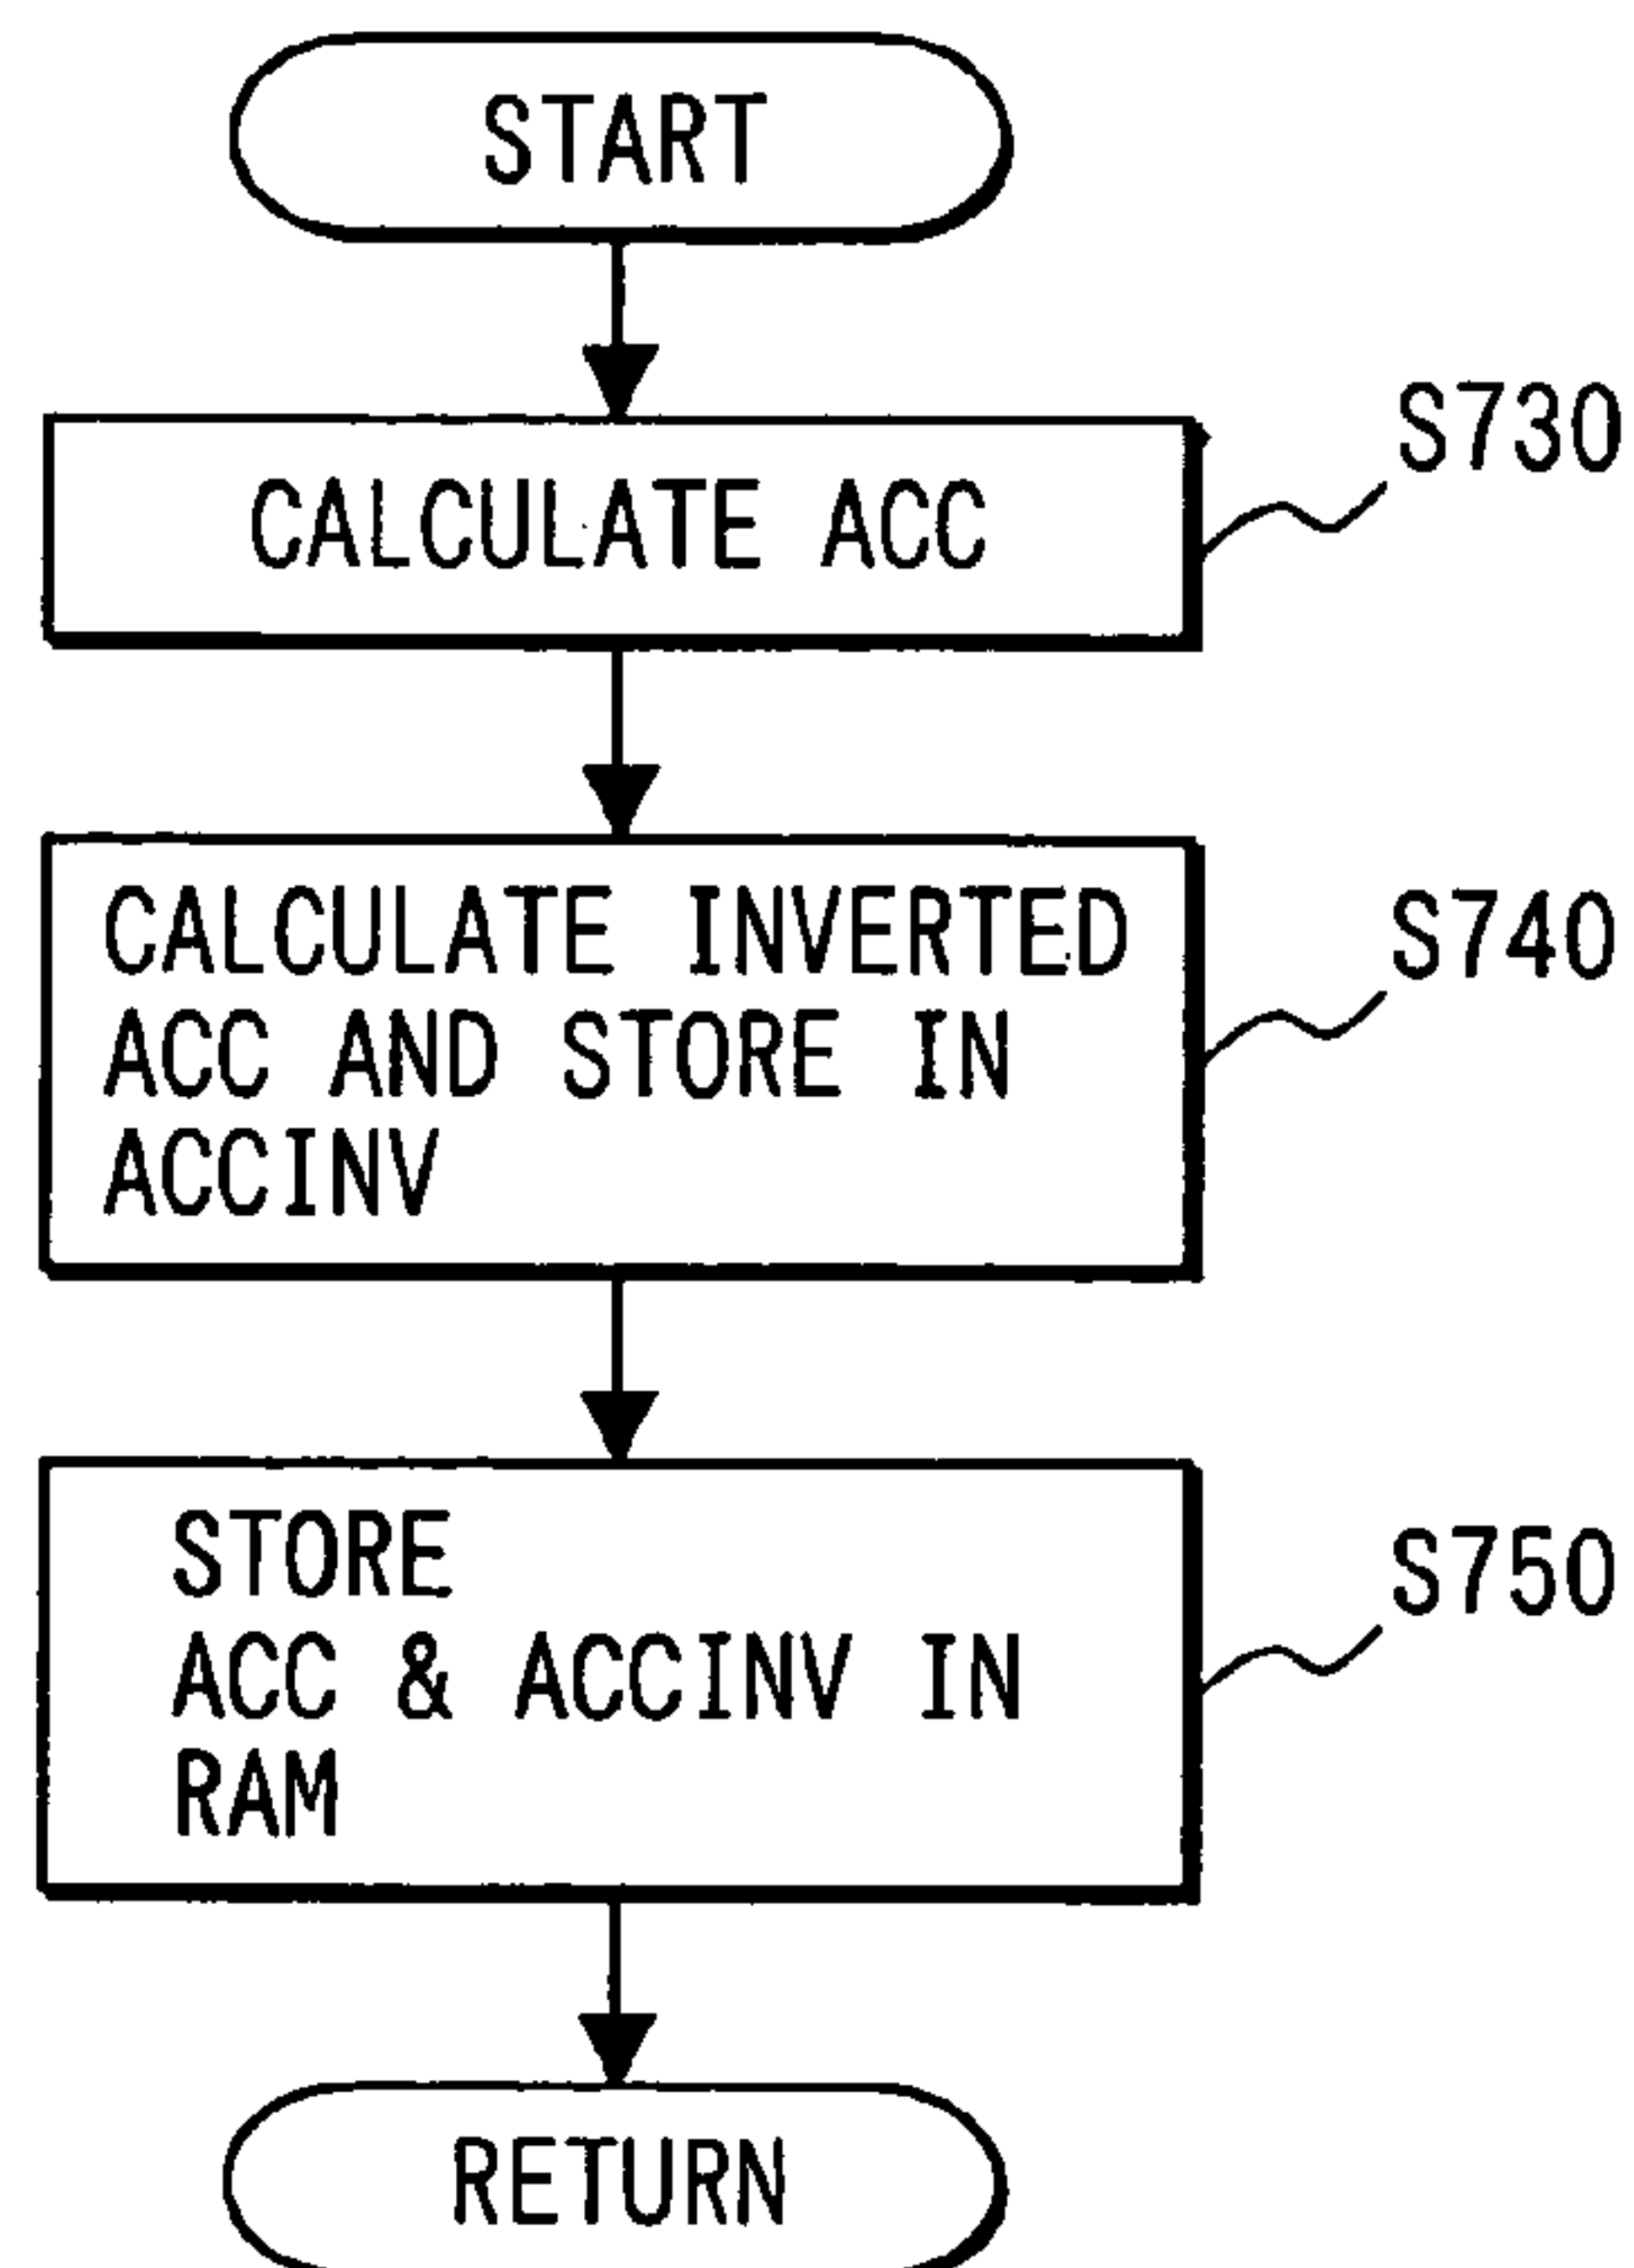 START
CALCULATE ACC
S730
CALCULATE INVERTED
ACC AND STORE IN
ACCINV
S740
STORE
ACC & ACCINV IN
RAM
S750
RETURN